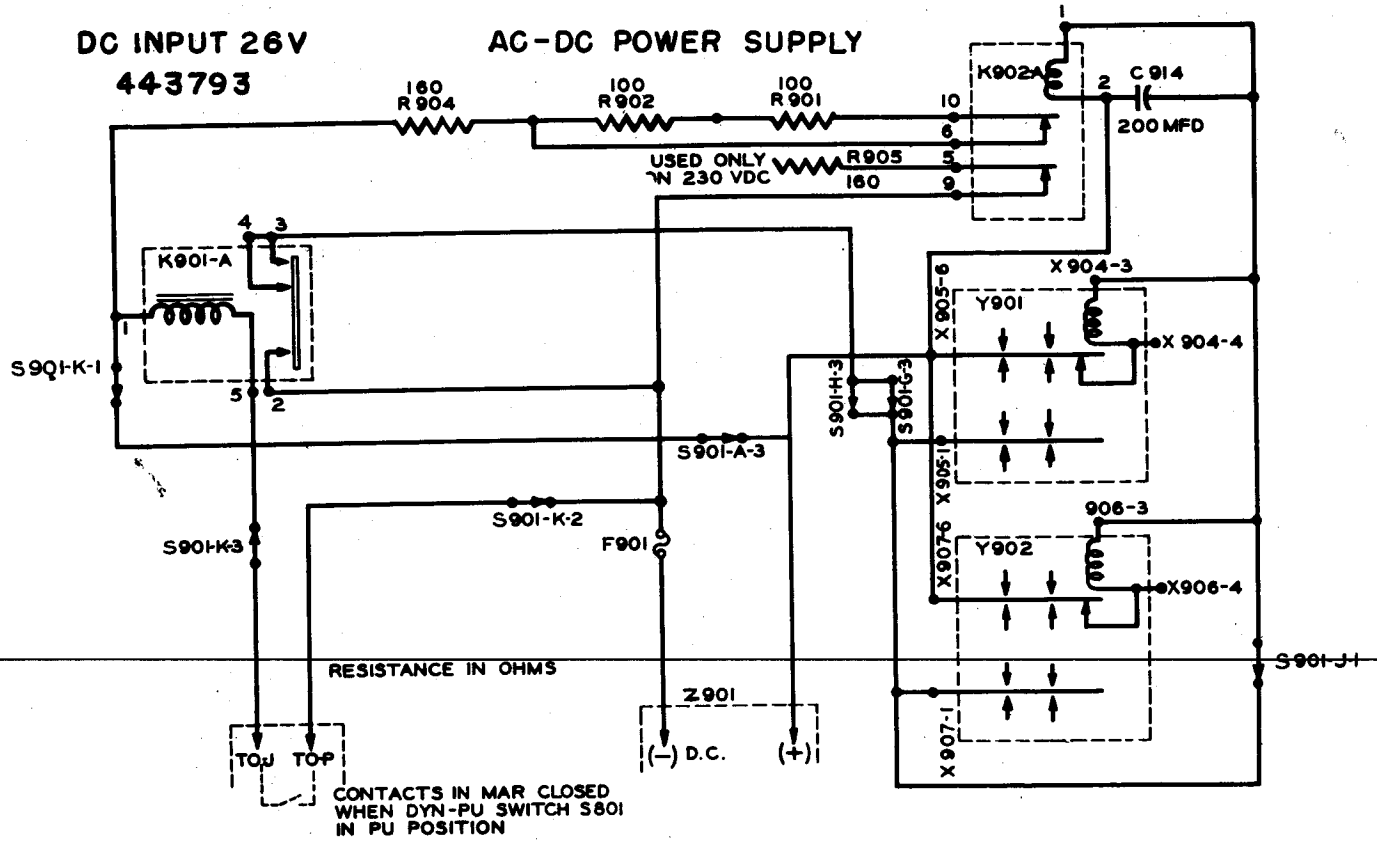 DC INPUT 26V
443793
AC-DC POWER SUPPLY
1
K902-A
2
C 914
200 MFD
160
R904
100
R902
100
R901
10
6
USED ONLY
230 VDC
R905
160
5
9
4
3
K901-A
1
S901-K-1
5
2
S901-A-3
S901-K-2
S901-K-3
F901
S901-H-3
S901-G-3
X905-6
X904-3
Y901
X 904-4
X905-1
906-3
X907-6
Y902
X906-4
X907-1
S901-J-1
RESISTANCE IN OHMS
Z901
(-) D.C. (+)
TO-J TO-P
CONTACTS IN MAR CLOSED
WHEN DYN-PU SWITCH S801
IN PU POSITION